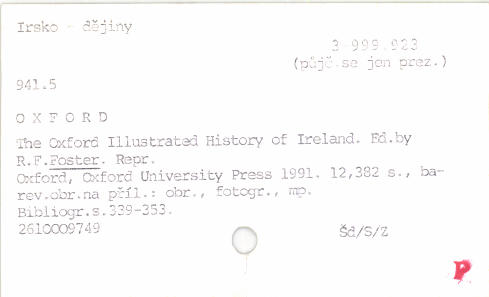 Irsko - dějiny
3-999.923
(půjč.se jen prez.)
941.5
O X F O R D
The Oxford Illustrated History of Ireland. Ed.by
R.F.Foster. Repr.
Oxford, Oxford University Press 1991. 12,382 s., ba-
rev.obr.na příl.: obr., fotogr., mp.
Bibliogr.s.339-353.
2610009749
Šd/S/Z
P